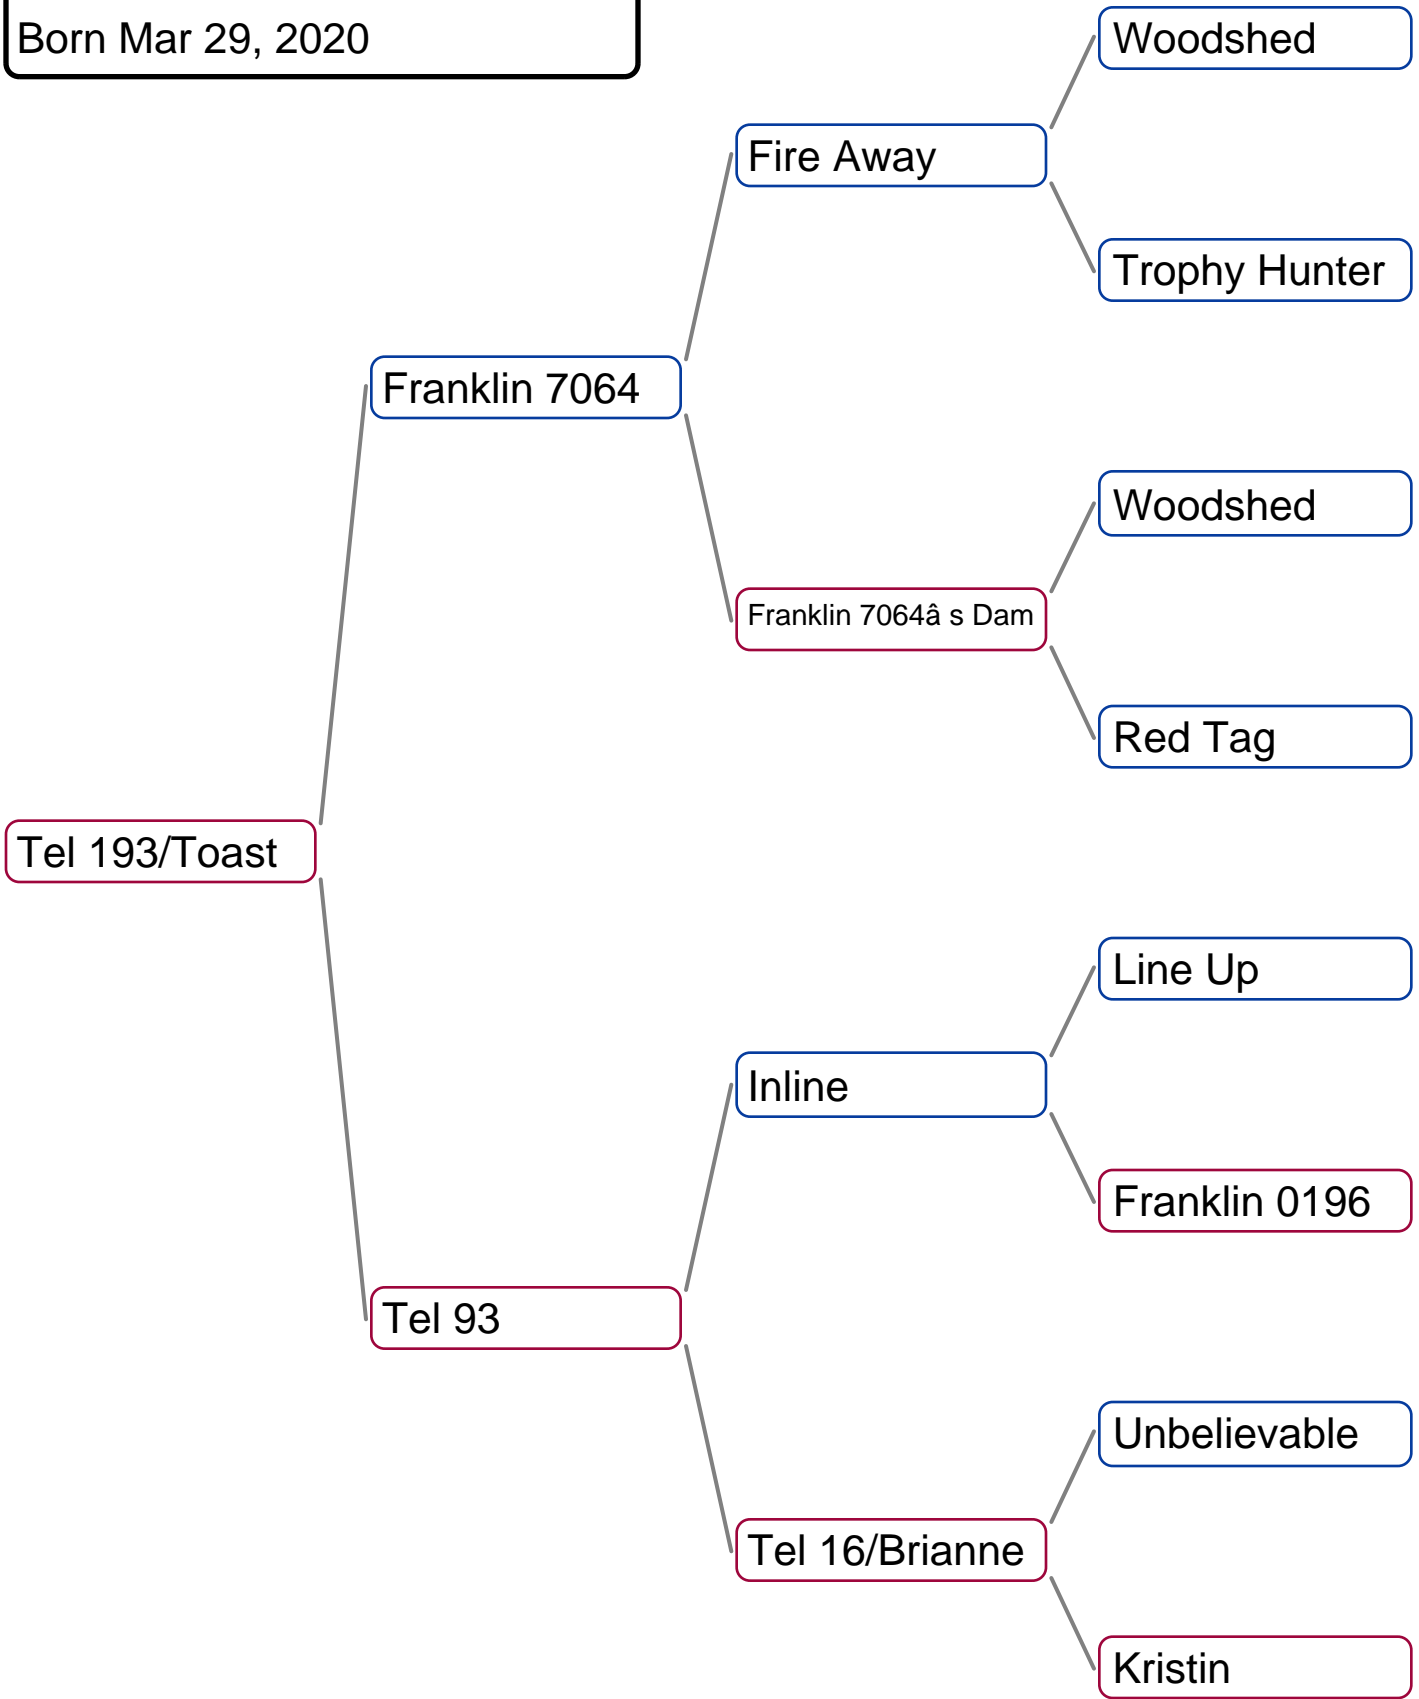 Born Mar 29, 2020
Woodshed
Fire Away
Trophy Hunter
Franklin 7064
Woodshed
Franklin 7064â s Dam
Red Tag
Tel 193/Toast
Line Up
Inline
Franklin 0196
Tel 93
Unbelievable
Tel 16/Brianne
Kristin